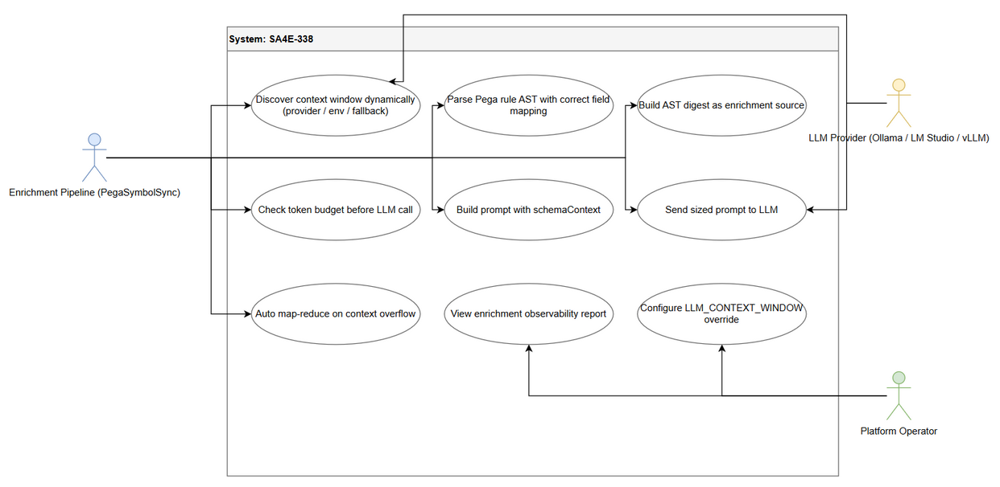 System: SA4E-338
Discover context window dynamically
(provider / env / fallback)
Parse Pega rule AST with correct field
mapping
Build AST digest as enrichment source
LLM Provider (Ollama / LM Studio / vLLM)
Enrichment Pipeline (PegaSymbolSync)
Check token budget before LLM call
Build prompt with schemaContext
Send sized prompt to LLM
Auto map-reduce on context overflow
View enrichment observability report
Configure LLM_CONTEXT_WINDOW
override
Platform Operator